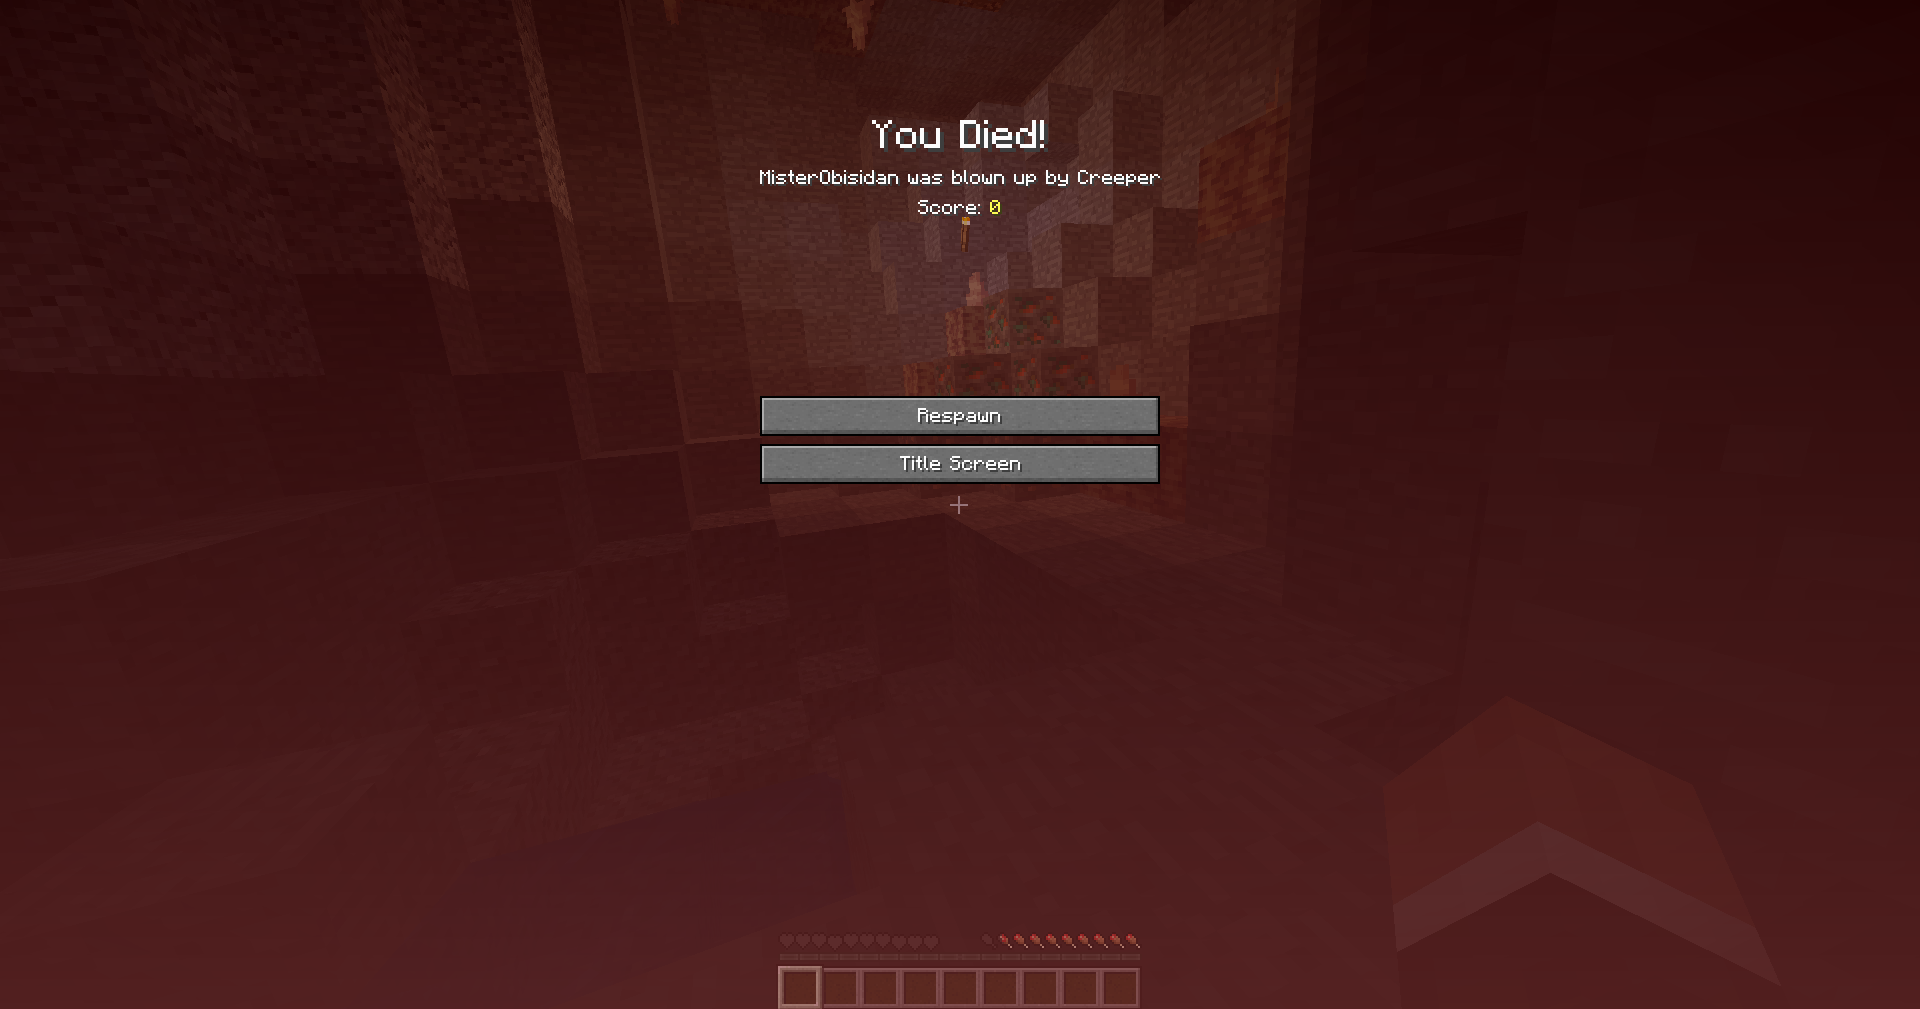 You Died!
MisterObisidan was blown up by Creeper
Score: 0
Respawn
Title Screen